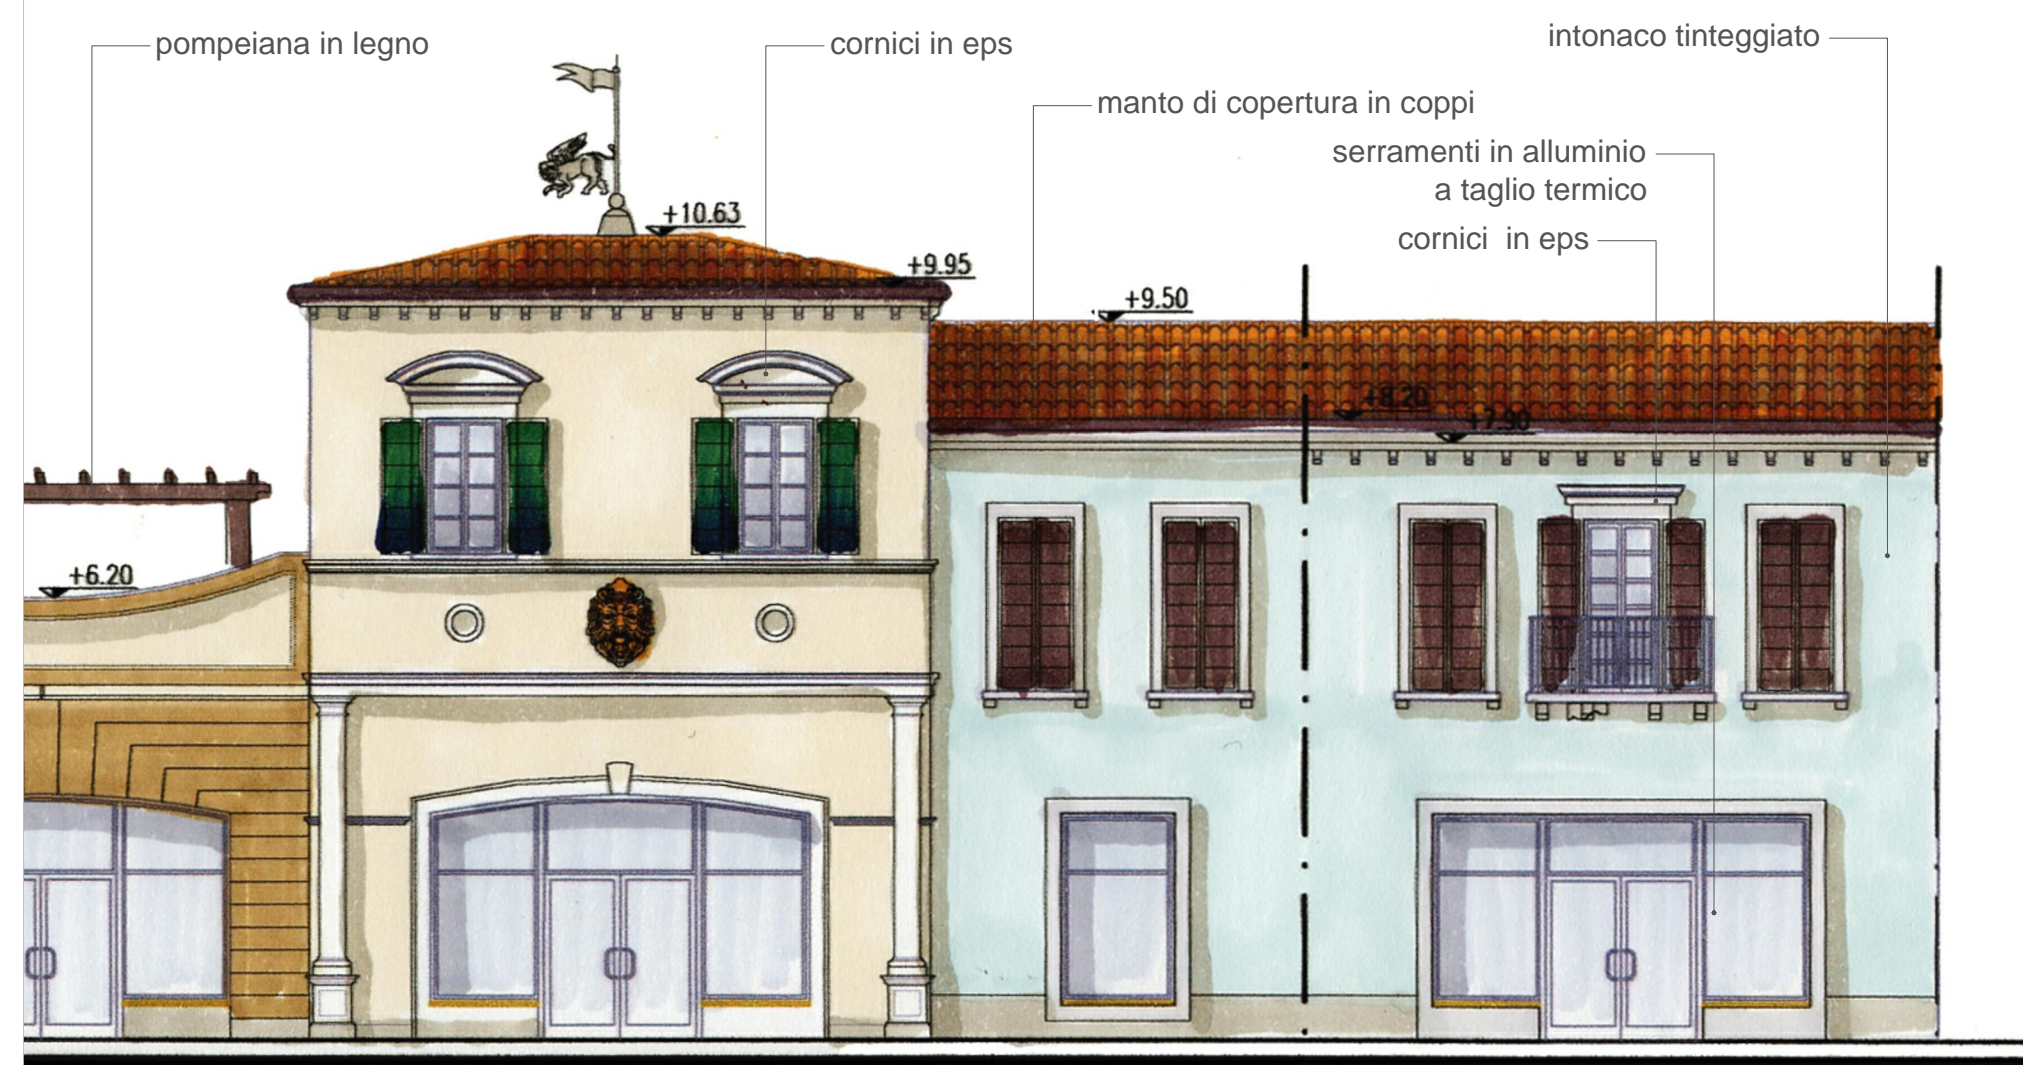 pompeiana in legno
cornici in eps
intonaco tinteggiato
manto di copertura in coppi
serramenti in alluminio
a taglio termico
cornici  in eps
+10.63
+9.95
+9.50
+8.20
+7.90
+6.20